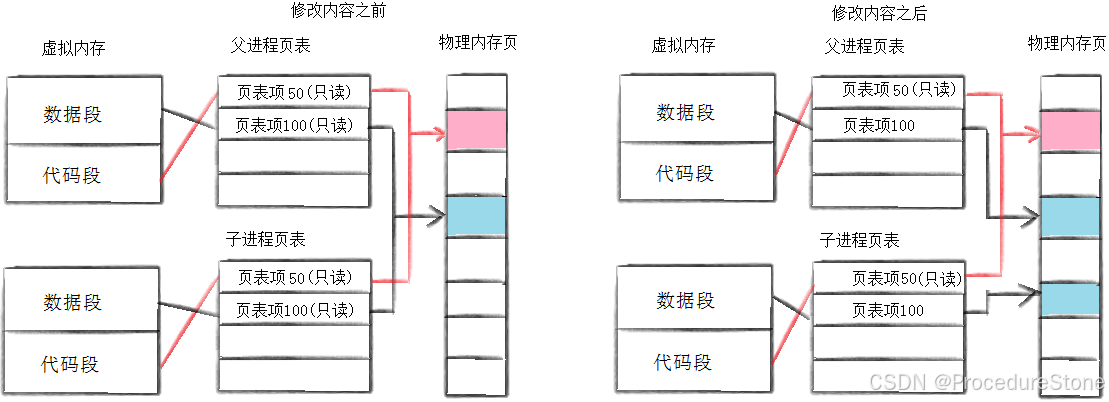 修改内容之前
虚拟内存
父进程页表
物理内存页
数据段
代码段
页表项 50(只读)
页表项100(只读)
子进程页表
数据段
代码段
页表项 50(只读)
页表项100(只读)
修改内容之后
虚拟内存
父进程页表
物理内存页
数据段
代码段
页表项50(只读)
页表项100
子进程页表
数据段
代码段
页表项50(只读)
页表项100
CSDN @ProcedureStone